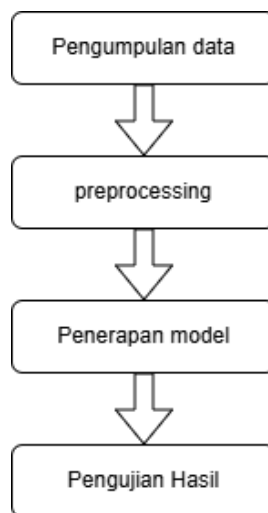 Pengumpulan data
preprocessing
Penerapan model
Pengujian Hasil